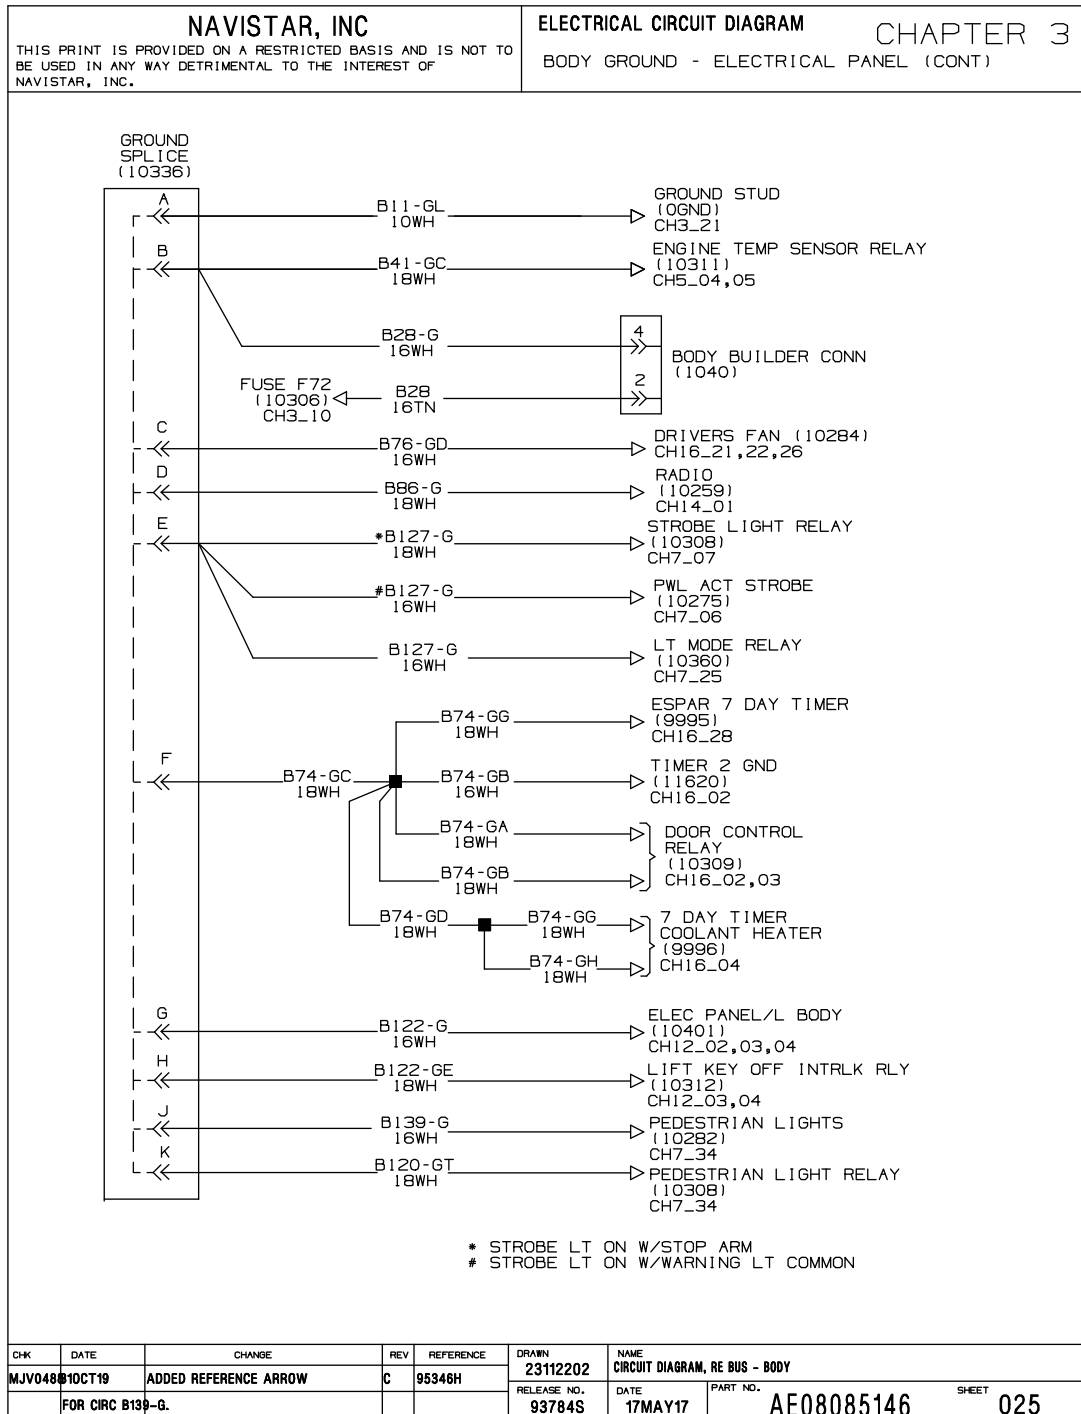 NAVISTAR, INC
THIS PRINT IS PROVIDED ON A RESTRICTED BASIS AND IS NOT TO
BE USED IN ANY WAY DETRIMENTAL TO THE INTEREST OF
NAVISTAR, INC.
ELECTRICAL CIRCUIT DIAGRAM
CHAPTER 3
BODY GROUND - ELECTRICAL PANEL (CONT)
GROUND
SPLICE
(10336)
A
B11-GL
10WH
GROUND STUD
(0GND)
CH3_21
B
B41-GC
18WH
ENGINE TEMP SENSOR RELAY
(10311)
CH5_04,05
B28-G
16WH
4
BODY BUILDER CONN
(1040)
FUSE F72
(10306)
CH3_10
B28
16TN
2
C
B76-GD
16WH
DRIVERS FAN (10284)
CH16_21,22,26
D
B86-G
18WH
RADIO
(10259)
CH14_01
E
*B127-G
18WH
STROBE LIGHT RELAY
(10308)
CH7_07
#B127-G
16WH
PWL ACT STROBE
(10275)
CH7_06
B127-G
16WH
LT MODE RELAY
(10360)
CH7_25
B74-GG
18WH
ESPAR 7 DAY TIMER
(9995)
CH16_28
F
B74-GC
18WH
B74-GB
16WH
TIMER 2 GND
(11620)
CH16_02
B74-GA
18WH
DOOR CONTROL
RELAY
(10309)
CH16_02,03
B74-GB
18WH
B74-GD
18WH
B74-GG
18WH
7 DAY TIMER
COOLANT HEATER
(9996)
CH16_04
B74-GH
18WH
G
B122-G
16WH
ELEC PANEL/L BODY
(10401)
CH12_02,03,04
H
B122-GE
18WH
LIFT KEY OFF INTRLK RLY
(10312)
CH12_03,04
J
B139-G
16WH
PEDESTRIAN LIGHTS
(10282)
CH7_34
K
B120-GT
18WH
PEDESTRIAN LIGHT RELAY
(10308)
CH7_34
* STROBE LT ON W/STOP ARM
# STROBE LT ON W/WARNING LT COMMON
CHK DATE CHANGE REV REFERENCE
10CT19 ADDED REFERENCE ARROW C 95346H
FOR CIRC B139-G.
DRAWN
23112202
NAME
CIRCUIT DIAGRAM, RE BUS - BODY
RELEASE NO.
93784S
DATE
17MAY17
PART NO.
AE08085146
SHEET
025